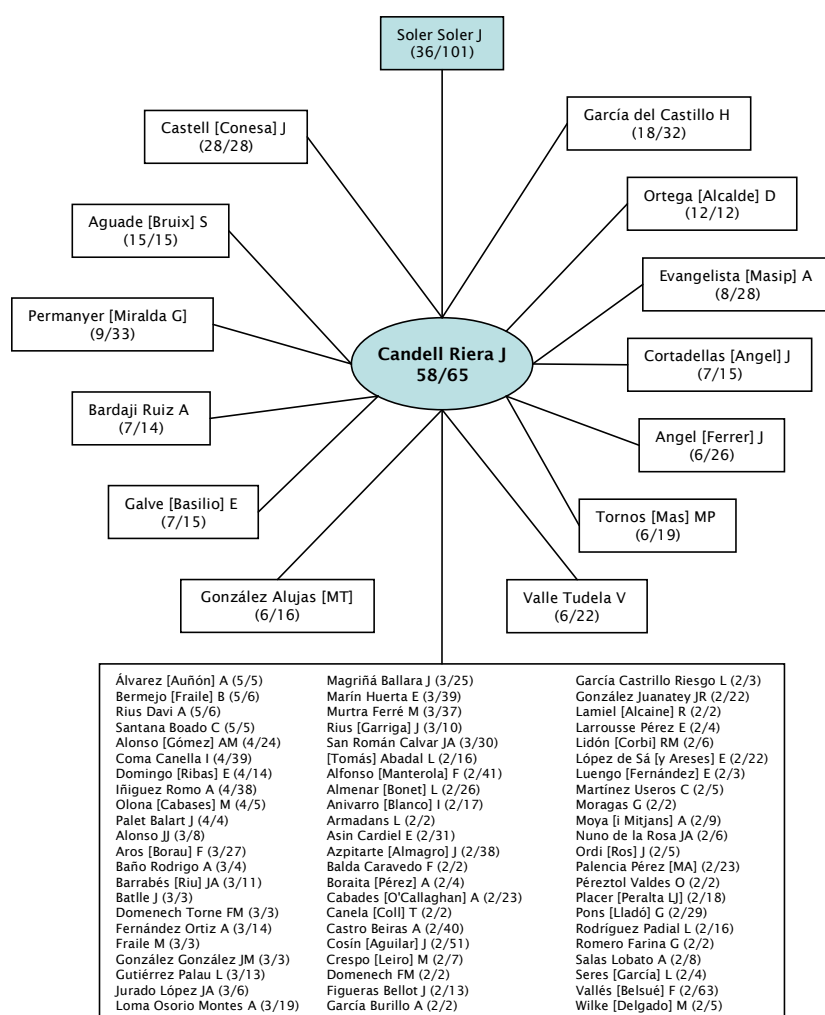 Soler Soler J
(36/101)
Castell [Conesa] J
(28/28)
García del Castillo H
(18/32)
Aguade [Bruix] S
(15/15)
Ortega [Alcalde] D
(12/12)
Permanyer [Miralda G]
(9/33)
Evangelista [Masip] A
(8/28)
Candell Riera J
58/65
Cortadellas [Angel] J
(7/15)
Bardaji Ruiz A
(7/14)
Angel [Ferrer] J
(6/26)
Galve [Basilio] E
(7/15)
Tornos [Mas] MP
(6/19)
González Alujas [MT]
(6/16)
Valle Tudela V
(6/22)
Álvarez [Auñón] A (5/5)
Bermejo [Fraile] B (5/6)
Rius Davi A (5/6)
Santana Boado C (5/5)
Alonso [Gómez] AM (4/24)
Coma Canella I (4/39)
Domingo [Ribas] E (4/14)
Iñiguez Romo A (4/38)
Olona [Cabases] M (4/5)
Palet Balart J (4/4)
Alonso JJ (3/8)
Aros [Borau] F (3/27)
Baño Rodrigo A (3/4)
Barrabés [Riu] JA (3/11)
Batlle J (3/3)
Domenech Torne FM (3/3)
Fernández Ortiz A (3/14)
Fraile M (3/3)
González González JM (3/3)
Gutiérrez Palau L (3/13)
Jurado López JA (3/6)
Loma Osorio Montes A (3/19)
Magriñá Ballara J (3/25)
Marín Huerta E (3/39)
Murtra Ferré M (3/37)
Rius [Garriga] J (3/10)
San Román Calvar JA (3/30)
[Tomás] Abadal L (2/16)
Alfonso [Manterola] F (2/41)
Almenar [Bonet] L (2/26)
Anivarro [Blanco] I (2/17)
Armadans L (2/2)
Asin Cardiel E (2/31)
Azpitarte [Almagro] J (2/38)
Balda Caravedo F (2/2)
Boraita [Pérez] A (2/4)
Cabades [O'Callaghan] A (2/23)
Canela [Coll] T (2/2)
Castro Beiras A (2/40)
Cosín [Aguilar] J (2/51)
Crespo [Leiro] M (2/7)
Domenech FM (2/2)
Figueras Bellot J (2/13)
García Burillo A (2/2)
García Castrillo Riesgo L (2/3)
González Juanatey JR (2/22)
Lamiel [Alcaine] R (2/2)
Larrousse Pérez E (2/4)
Lidón [Corbi] RM (2/6)
López de Sá [y Areses] E (2/22)
Luengo [Fernández] E (2/3)
Martínez Useros C (2/5)
Moragas G (2/2)
Moya [i Mitjans] A (2/9)
Nuno de la Rosa JA (2/6)
Ordi [Ros] J (2/5)
Palencia Pérez [MA] (2/23)
Péreztol Valdes O (2/2)
Placer [Peralta LJ] (2/18)
Pons [Lladó] G (2/29)
Rodríguez Padial L (2/16)
Romero Farina G (2/2)
Salas Lobato A (2/8)
Seres [García] L (2/4)
Vallés [Belsué] F (2/63)
Wilke [Delgado] M (2/5)